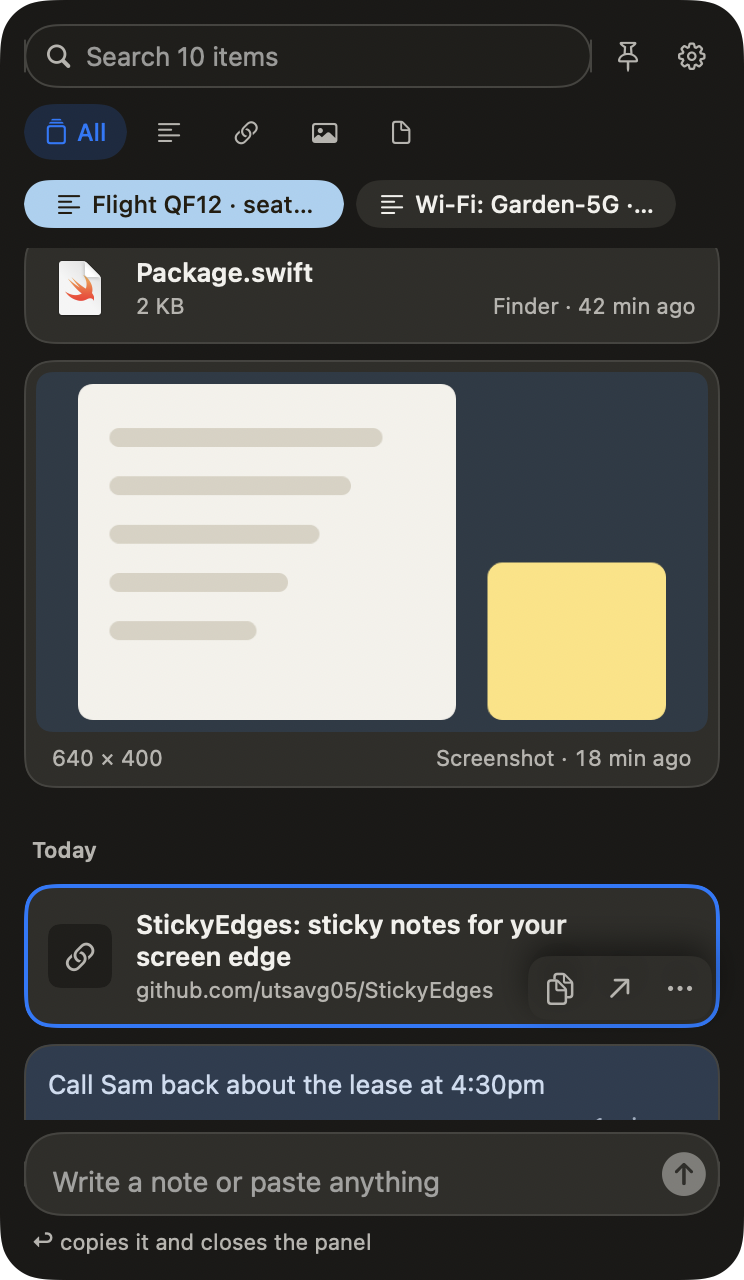 Search 10 items
All
Flight QF12 · seat...
Wi-Fi: Garden-5G ·...
Package.swift
2 KB
Finder · 42 min ago
640 × 400
Screenshot · 18 min ago
Today
StickyEdges: sticky notes for your
screen edge
github.com/utsavg05/StickyEdges
Call Sam back about the lease at 4:30pm
Write a note or paste anything
copies it and closes the panel